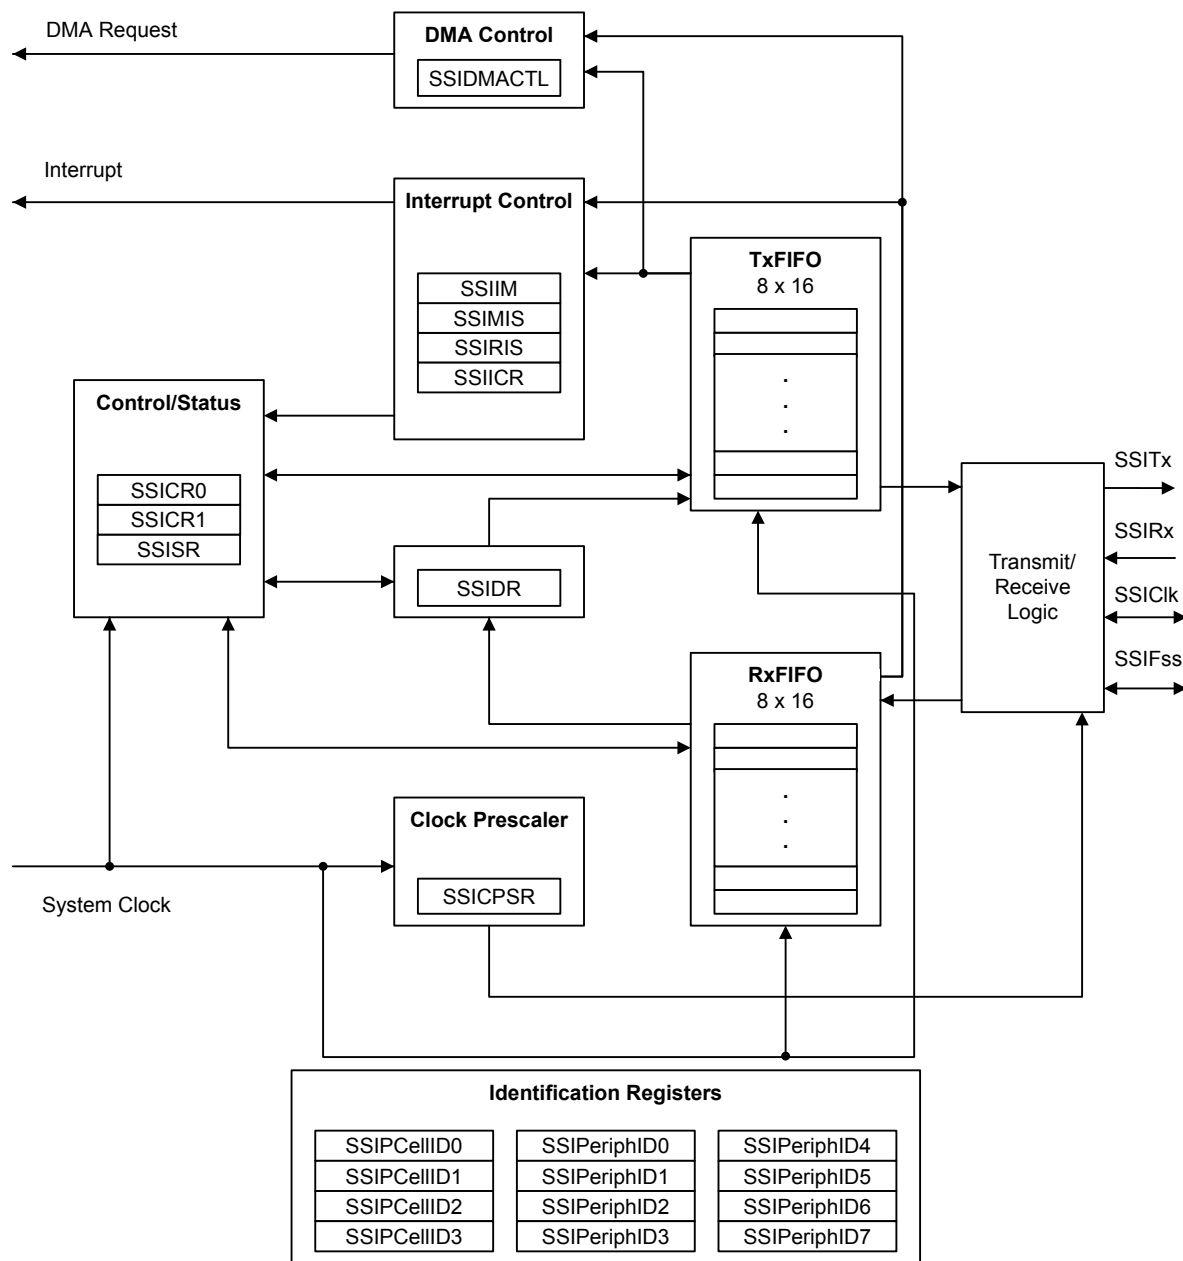 DMA Request
DMA Control
SSIDMACTL
Interrupt
Interrupt Control
SSIIM
SSIMIS
SSIRIS
SSIICR
TxFIFO
8 x 16
.
.
.
Control/Status
SSICR0
SSICR1
SSISR
SSIDR
Transmit/
Receive
Logic
SSITx
SSIRx
SSIClk
SSIFss
RxFIFO
8 x 16
.
.
.
Clock Prescaler
SSICPSR
System Clock
Identification Registers
SSIPCellID0
SSIPCellID1
SSIPCellID2
SSIPCellID3
SSIPeriphID0
SSIPeriphID1
SSIPeriphID2
SSIPeriphID3
SSIPeriphID4
SSIPeriphID5
SSIPeriphID6
SSIPeriphID7